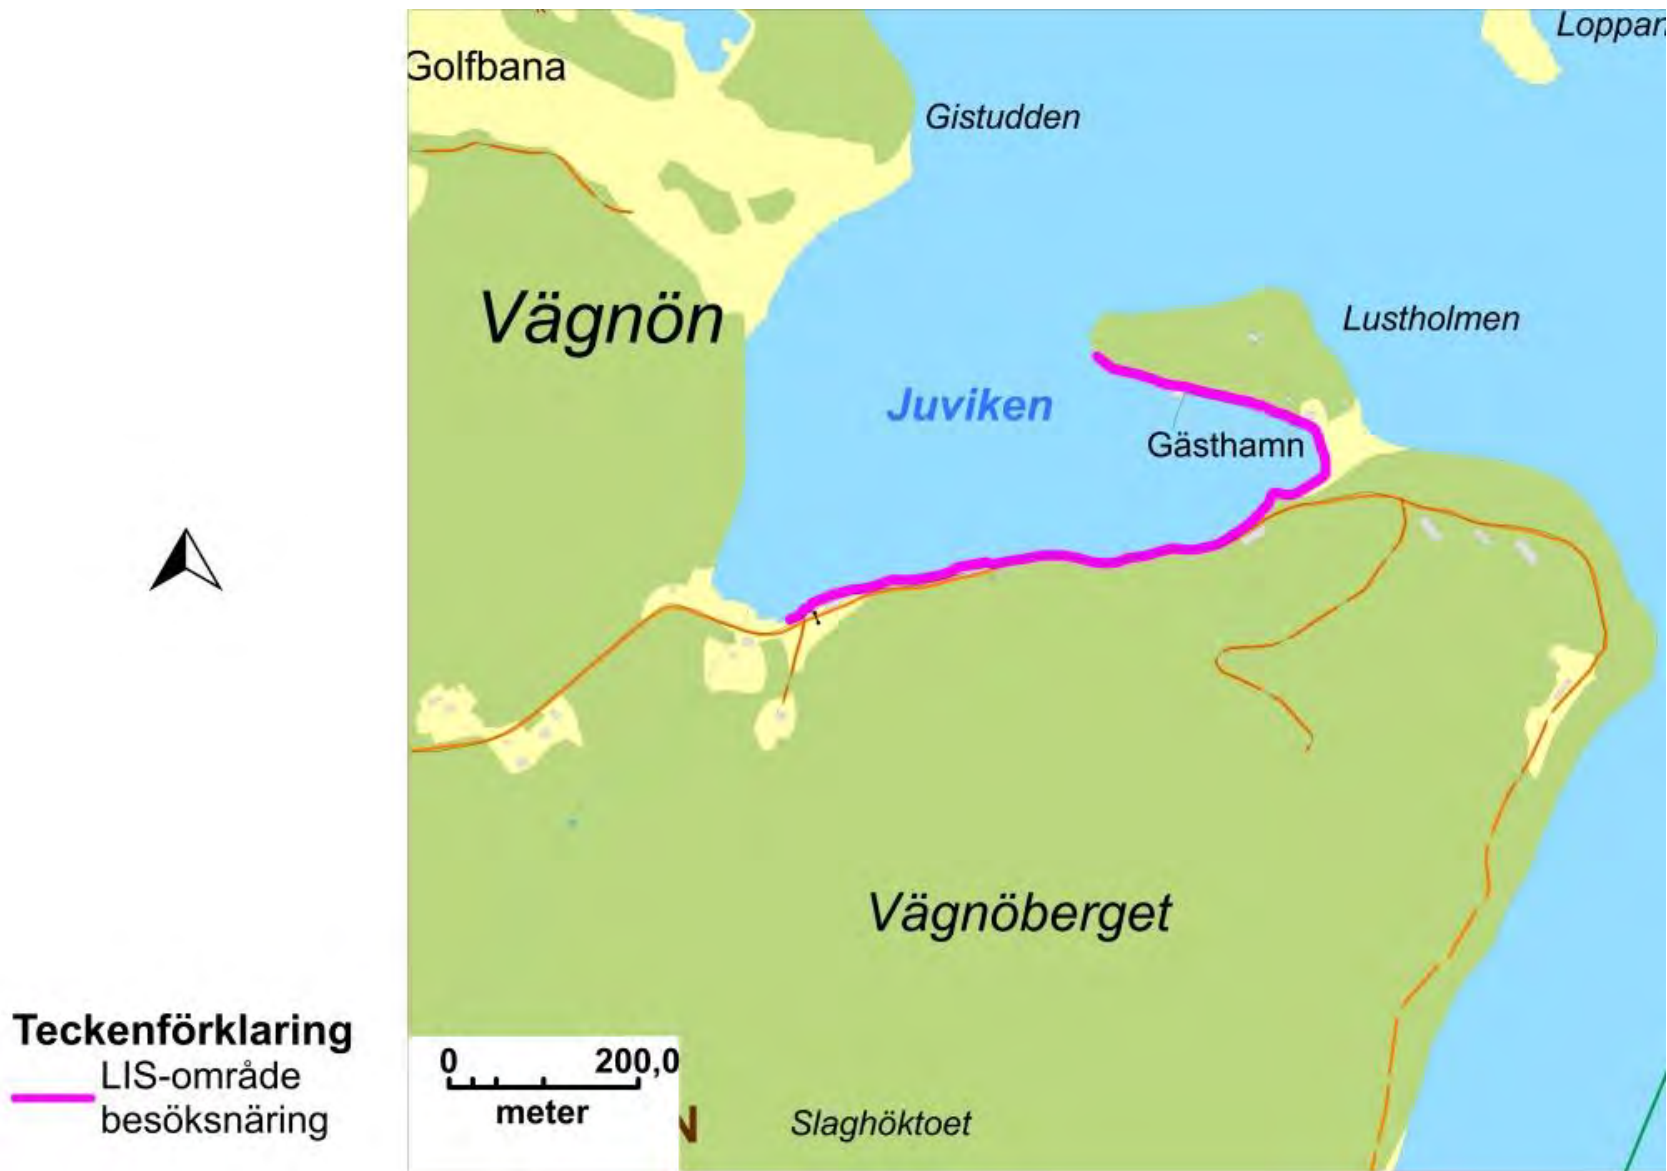 Golfbana
Loppan
Gistudden
Vägnön
Lustholmen
Juviken
Gästhamn
Vägnöberget
Teckenförklaring
LIS-område
besöksnäring
0 200,0
meter
N
Slaghöktoet